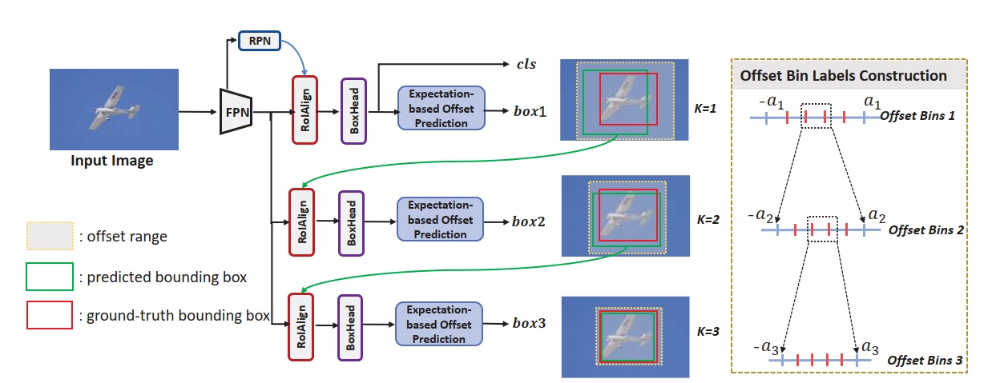 RPN
FPN
RoIAlign
BoxHead
cls
Expectation-
based Offset
Prediction
box1
K=1
Input Image
RoIAlign
BoxHead
Expectation-
based Offset
Prediction
box2
K=2
RoIAlign
BoxHead
Expectation-
based Offset
Prediction
box3
K=3
: offset range
: predicted bounding box
: ground-truth bounding box
Offset Bin Labels Construction
-a1 a1
Offset Bins 1
-a2 a2
Offset Bins 2
-a3 a3
Offset Bins 3